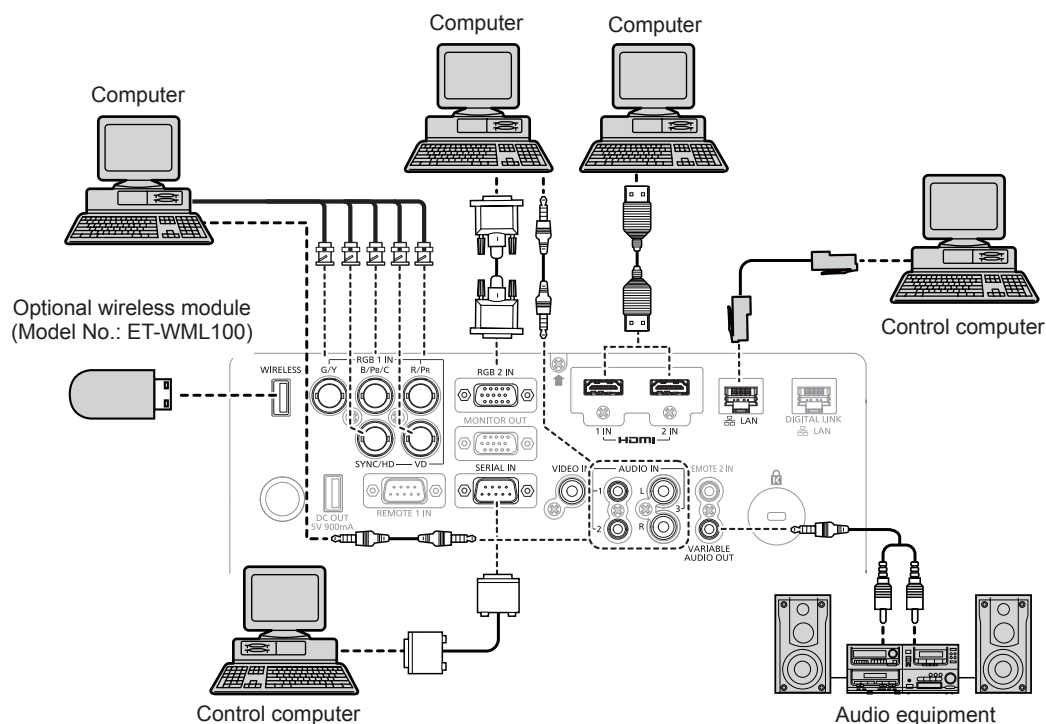 Computer
Computer
Computer
Optional wireless module
(Model No.: ET-WML100)
Control computer
WIRELESS
RGB 1 IN
G/Y
B/PB/C
R/PR
SYNC/HD
VD
RGB 2 IN
MONITOR OUT
1 IN
2 IN
HDMI
LAN
DIGITAL LINK
LAN
DC OUT
5V 900mA
REMOTE 1 IN
SERIAL IN
VIDEO IN
AUDIO IN
1
2
L
R
3
EMOTE 2 IN
VARIABLE
AUDIO OUT
K
Control computer
Audio equipment